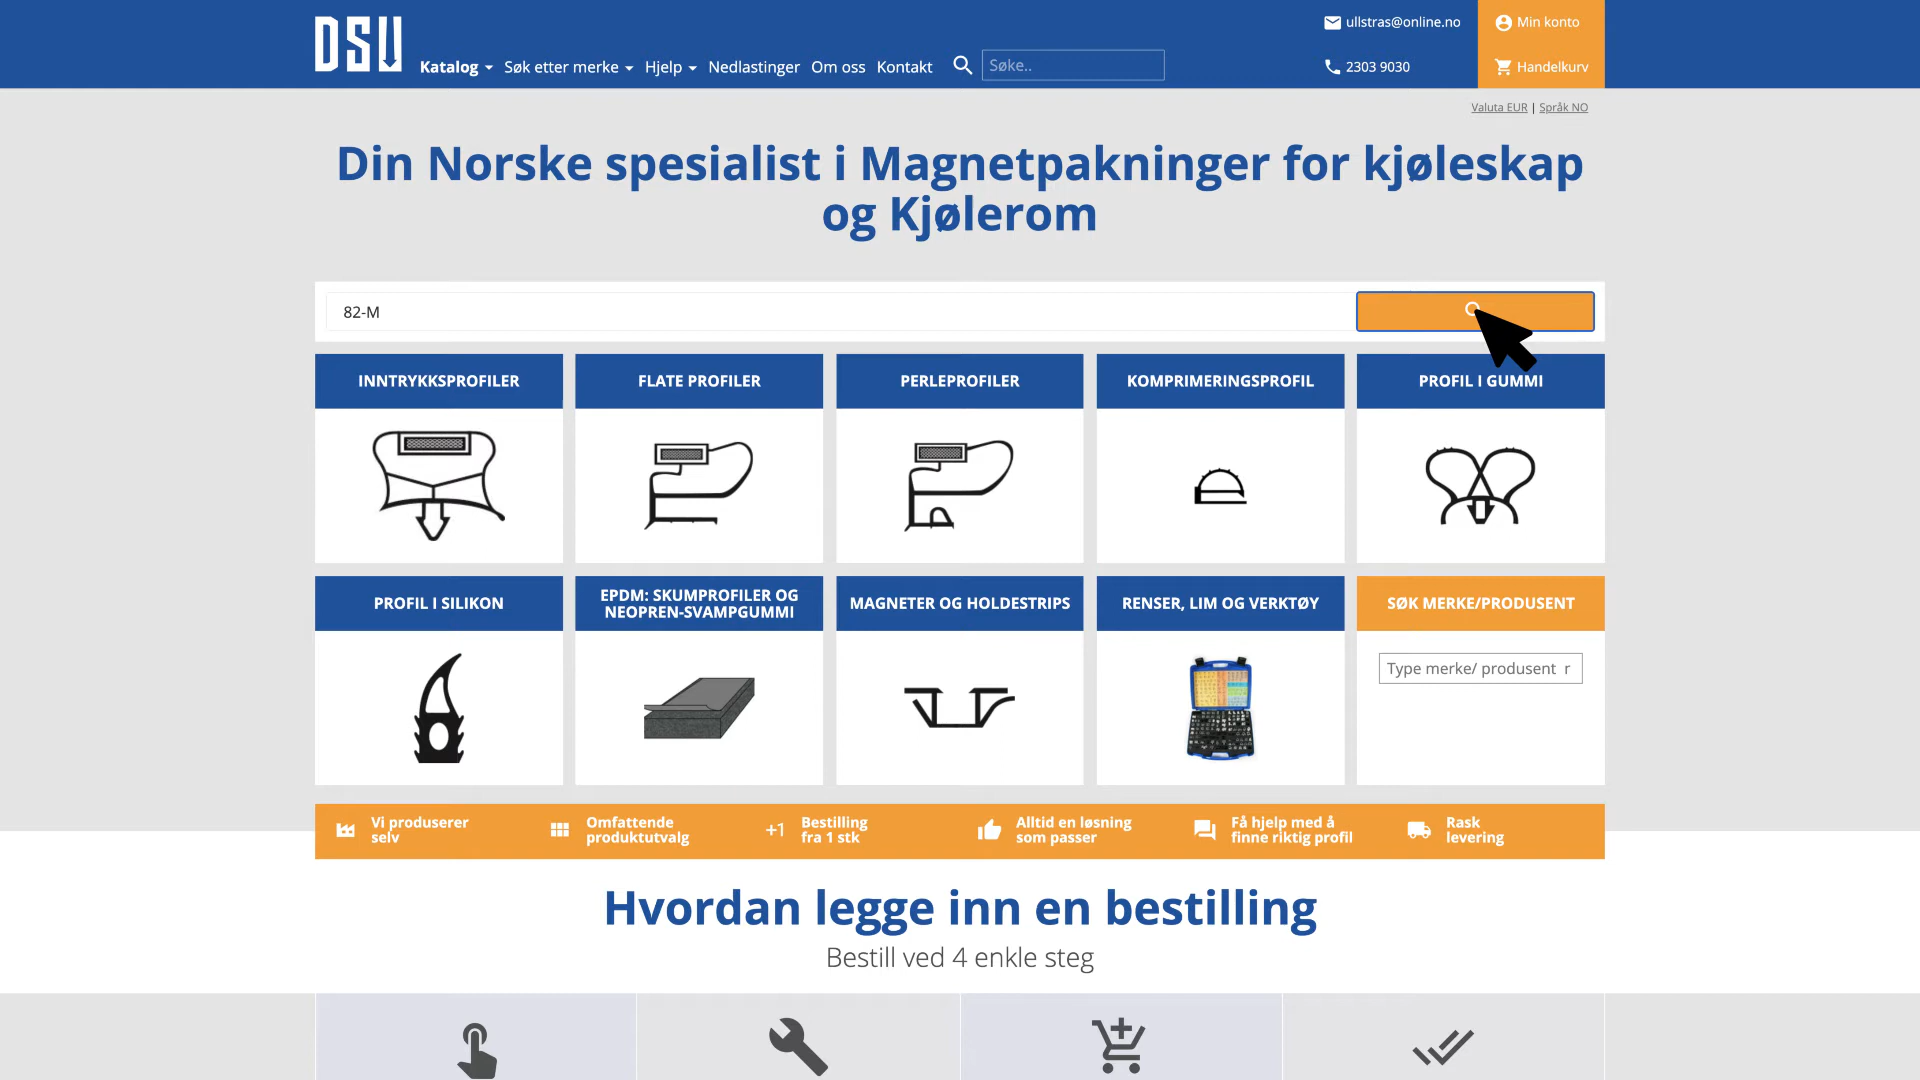 DSU
Katalog
Søk etter merke
Hjelp
Nedlastinger
Om oss
Kontakt
Søke..
ullstras@online.no
2303 9030
Min konto
Handelkurv
Valuta EUR | Språk NO
Din Norske spesialist i Magnetpakninger for kjøleskap
og Kjølerom
82-M
INNTRYKKSPROFILER
FLATE PROFILER
PERLEPROFILER
KOMPRIMERINGSPROFIL
PROFIL I GUMMI
PROFIL I SILIKON
EPDM: SKUMPROFILER OG
NEOPREN-SVAMPGUMMI
MAGNETER OG HOLDESTRIPS
RENSER, LIM OG VERKTØY
SØK MERKE/PRODUSENT
Type merke/ produsent r
Vi produserer
selv
Omfattende
produktutvalg
+1
Bestilling
fra 1 stk
Alltid en løsning
som passer
Få hjelp med å
finne riktig profil
Rask
levering
Hvordan legge inn en bestilling
Bestill ved 4 enkle steg